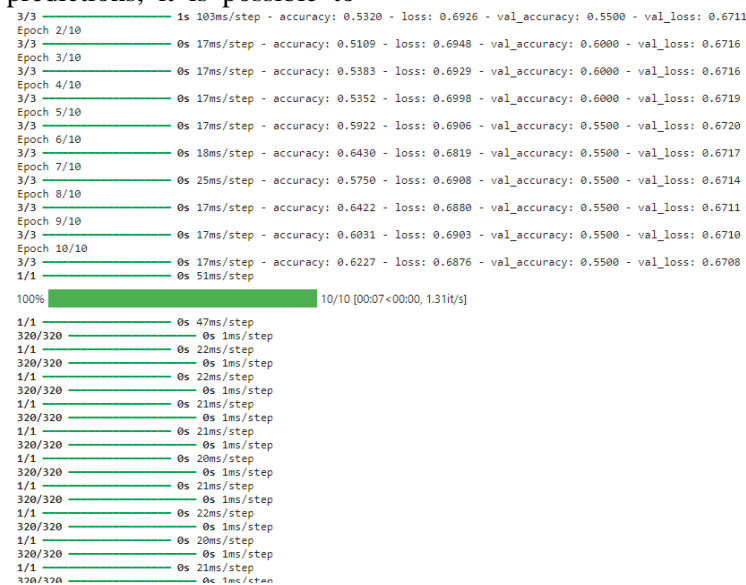 predictions, it is possible to
3/3 1s 103ms/step - accuracy: 0.5320 - loss: 0.6926 - val_accuracy: 0.5500 - val_loss: 0.6711
Epoch 2/10
3/3 0s 17ms/step - accuracy: 0.5109 - loss: 0.6948 - val_accuracy: 0.6000 - val_loss: 0.6716
Epoch 3/10
3/3 0s 17ms/step - accuracy: 0.5383 - loss: 0.6929 - val_accuracy: 0.6000 - val_loss: 0.6716
Epoch 4/10
3/3 0s 17ms/step - accuracy: 0.5352 - loss: 0.6998 - val_accuracy: 0.6000 - val_loss: 0.6719
Epoch 5/10
3/3 0s 17ms/step - accuracy: 0.5922 - loss: 0.6906 - val_accuracy: 0.5500 - val_loss: 0.6720
Epoch 6/10
3/3 0s 18ms/step - accuracy: 0.6430 - loss: 0.6819 - val_accuracy: 0.5500 - val_loss: 0.6717
Epoch 7/10
3/3 0s 25ms/step - accuracy: 0.5750 - loss: 0.6908 - val_accuracy: 0.5500 - val_loss: 0.6714
Epoch 8/10
3/3 0s 17ms/step - accuracy: 0.6422 - loss: 0.6880 - val_accuracy: 0.5500 - val_loss: 0.6711
Epoch 9/10
3/3 0s 17ms/step - accuracy: 0.6031 - loss: 0.6903 - val_accuracy: 0.5500 - val_loss: 0.6710
Epoch 10/10
3/3 0s 17ms/step - accuracy: 0.6227 - loss: 0.6876 - val_accuracy: 0.5500 - val_loss: 0.6708
1/1 0s 51ms/step
100% 10/10 [00:07<00:00, 1.31it/s]
1/1 0s 47ms/step
320/320 0s 1ms/step
1/1 0s 22ms/step
320/320 0s 1ms/step
1/1 0s 22ms/step
320/320 0s 1ms/step
1/1 0s 21ms/step
320/320 0s 1ms/step
1/1 0s 21ms/step
320/320 0s 1ms/step
1/1 0s 20ms/step
320/320 0s 1ms/step
1/1 0s 21ms/step
320/320 0s 1ms/step
1/1 0s 22ms/step
320/320 0s 1ms/step
1/1 0s 20ms/step
320/320 0s 1ms/step
1/1 0s 21ms/step
320/320 0s 1ms/step